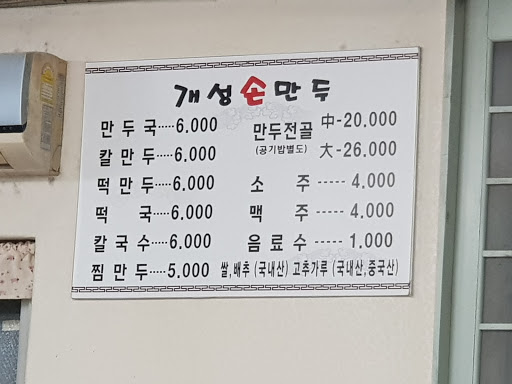 개성손만두
만두국·····6.000
칼만두·····6.000
떡만두·····6.000
떡 국·····6.000
칼국수·····6.000
찜만두·····5.000
만두전골 中-20.000
(공기밥별도) 大-26.000
소 주 ----- 4.000
맥 주 ---- 4.000
음료수 ----- 1.000
쌀,배추 (국내산) 고추가루 (국내산,중국산)